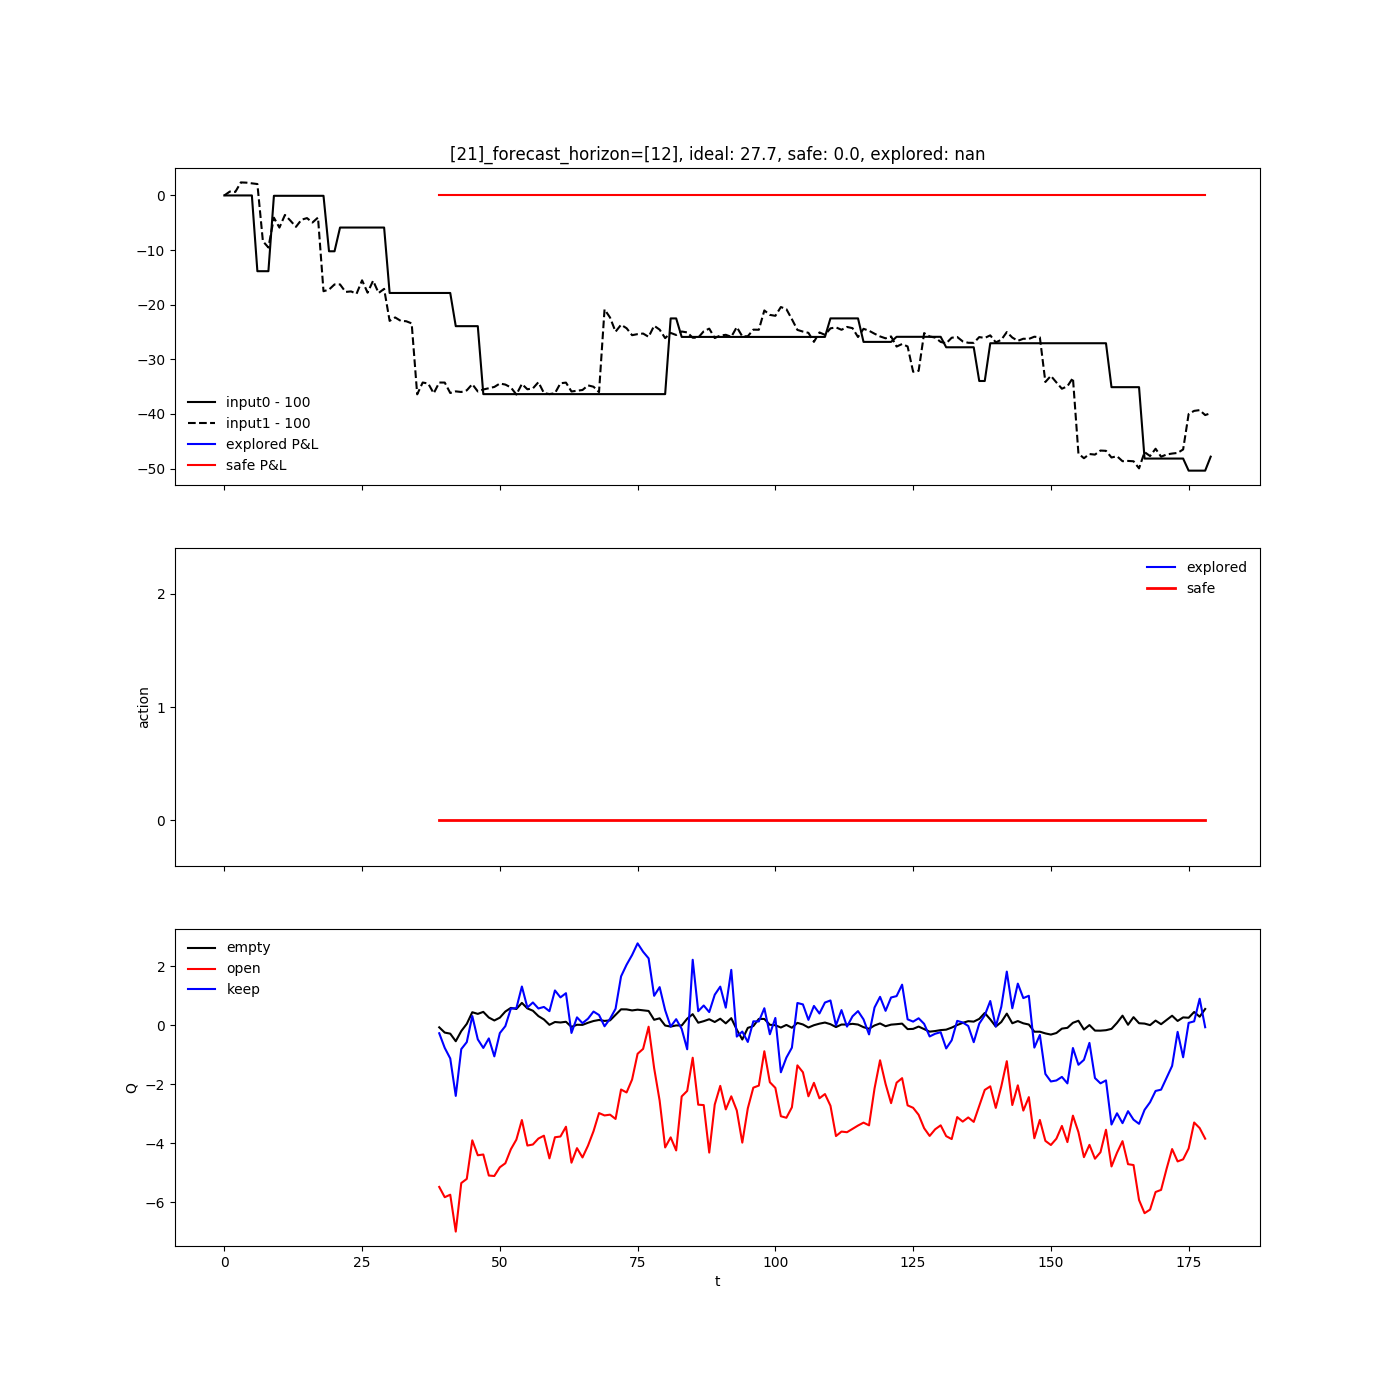 [21]_forecast_horizon=[12], ideal: 27.7, safe: 0.0, explored: nan
0
−10
−20
−30
−40
−50
input0 - 100
input1 - 100
explored P&L
safe P&L
2
1
0
action
explored
safe
2
0
−2
−4
−6
Q
empty
open
keep
0
25
50
75
100
125
150
175
t